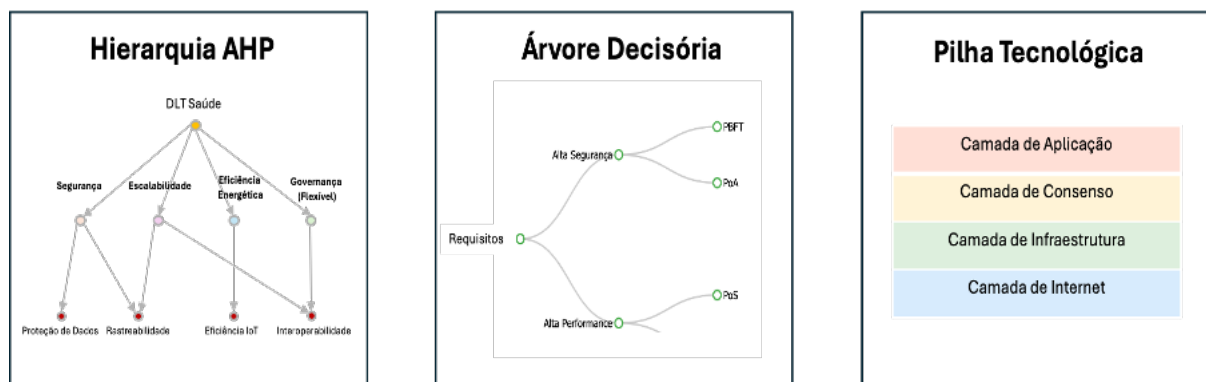 Hierarquia AHP
DLT Saúde
Segurança
Escalabilidade
Eficiência
Energética
Governança
(Flexível)
Proteção de Dados
Rastreabilidade
Eficiência IoT
Interoperabilidade
Árvore Decisória
Requisitos
Alta Segurança
PBFT
PoA
Alta Performance
PoS
Pilha Tecnológica
Camada de Aplicação
Camada de Consenso
Camada de Infraestrutura
Camada de Internet